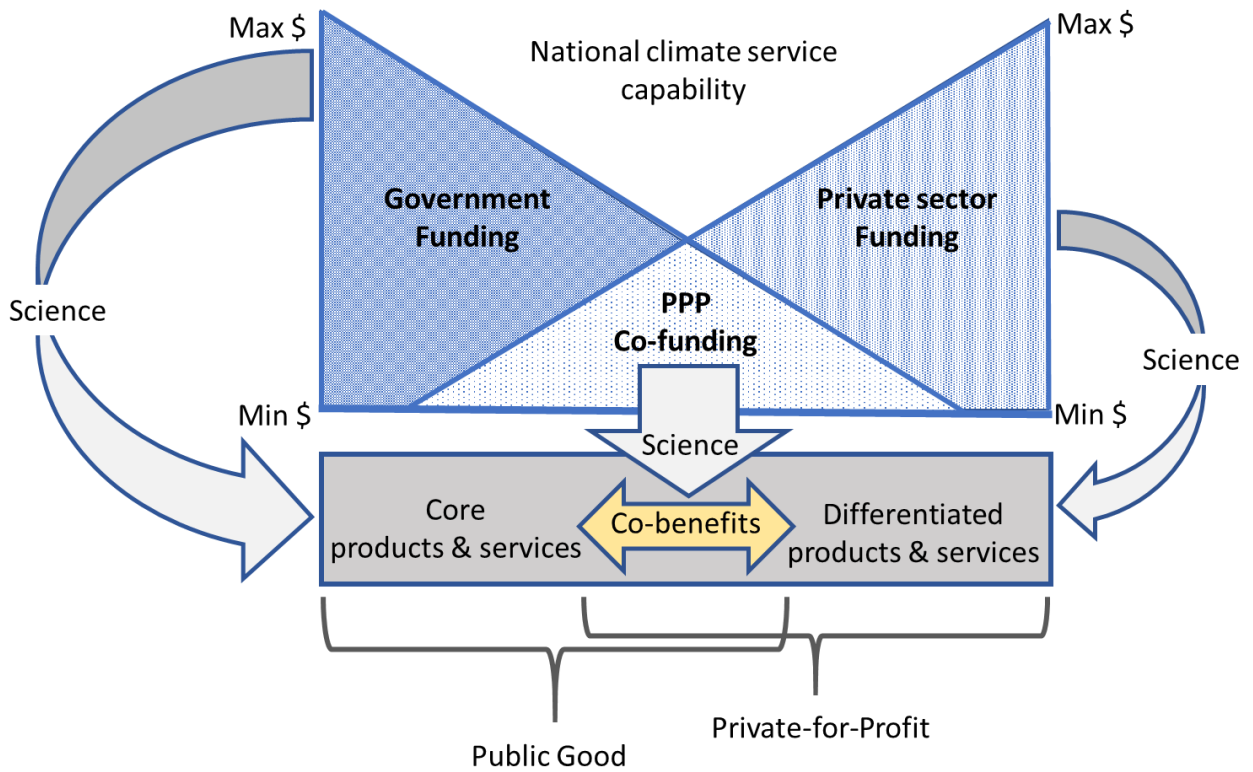 Max $
National climate service
capability
Max $
Government
Funding
Private sector
Funding
PPP
Co-funding
Science
Science
Min $
Min $
Science
Core
products & services
Co-benefits
Differentiated
products & services
Private-for-Profit
Public Good